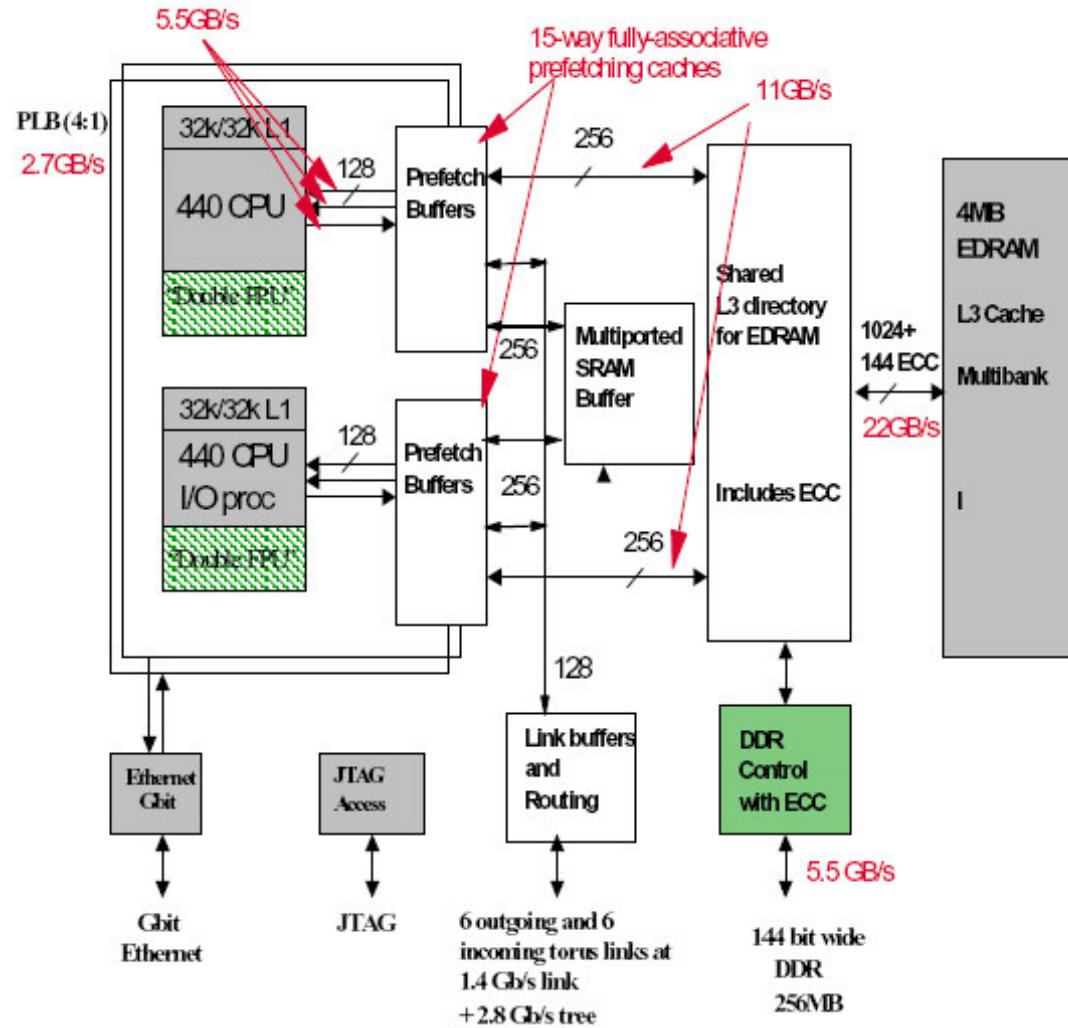 5.5GB/s
15-way fully-associative
prefetching caches
11GB/s
PLB (4:1)
2.7GB/s
32k/32k L1
440 CPU
"Double FPU"
128
Prefetch
Buffers
256
256
Multiported
SRAM
Buffer
Shared
L3 directory
for EDRAM
Includes ECC
1024+
144 ECC
22GB/s
4MB
EDRAM
L3 Cache
Multibank
I
32k/32k L1
440 CPU
I/O proc
"Double FPU"
128
Prefetch
Buffers
256
256
128
Ethernet
Gbit
JTAG
Access
Link buffers
and
Routing
DDR
Control
with ECC
5.5 GB/s
Gbit
Ethernet
JTAG
6 outgoing and 6
incoming torus links at
1.4 Gb/s link
+ 2.8 Gb/s tree
144 bit wide
DDR
256MB